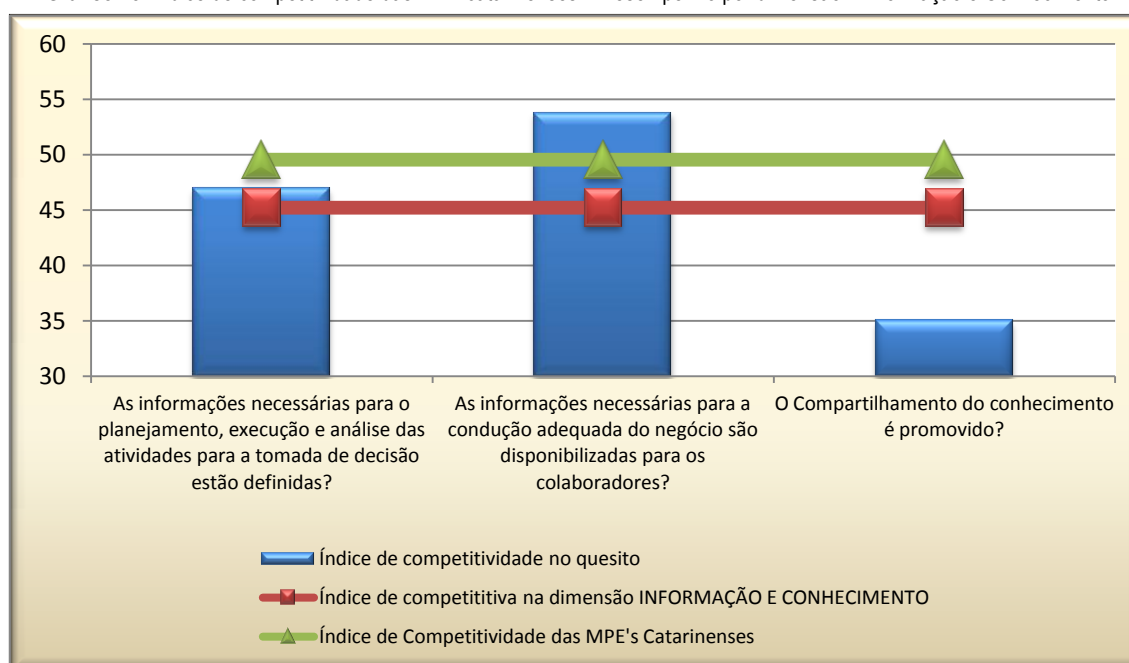 60
55
50
45
40
35
30
As informações necessárias para o
planejamento, execução e análise das
atividades para a tomada de decisão
estão definidas?
As informações necessárias para a
condução adequada do negócio são
disponibilizadas para os
colaboradores?
O Compartilhamento do conhecimento
é promovido?
Índice de competitividade no quesito
Índice de competititiva na dimensão INFORMAÇÃO E CONHECIMENTO
Índice de Competitividade das MPE's Catarinenses